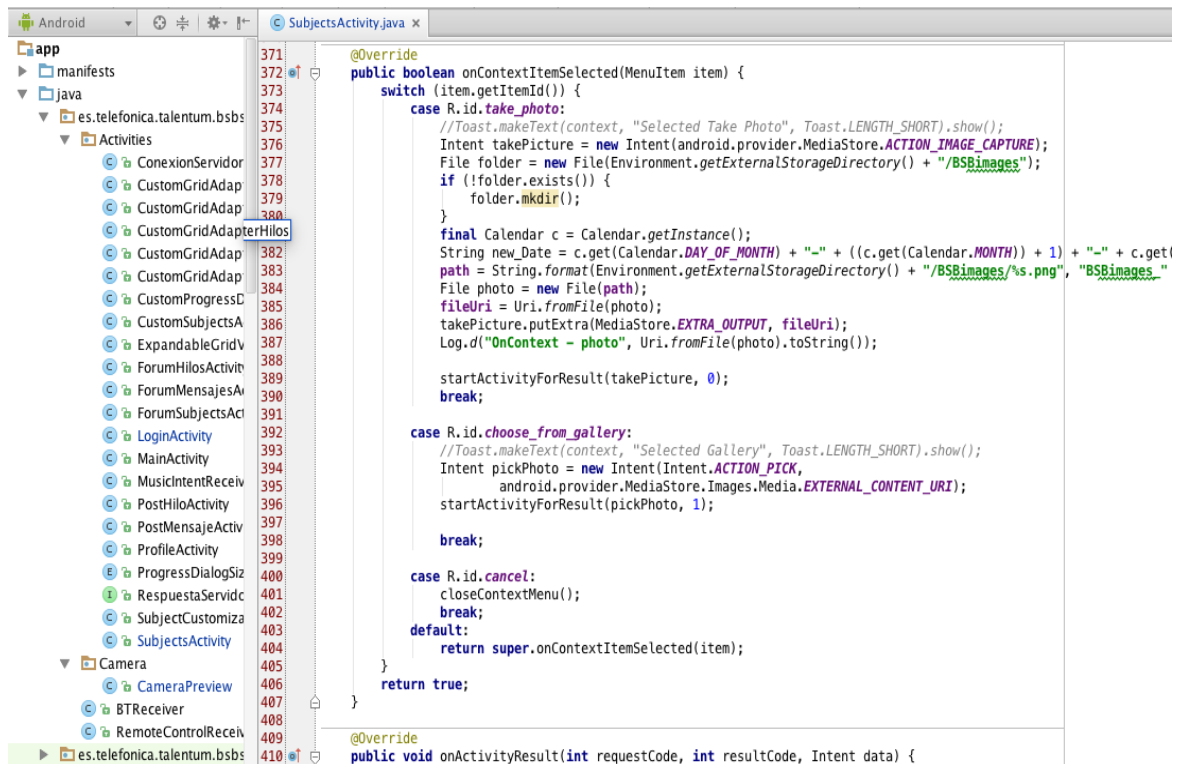 Android
SubjectsActivity.java
app
manifests
java
es.telefonica.talentum.bsbs
Activities
ConexionServidor
CustomGridAdap
CustomGridAdap
CustomGridAdapterHilos
CustomGridAdap
CustomGridAdap
CustomProgressD
CustomSubjectsA
ExpandableGridV
ForumHilosActivit
ForumMensajesA
ForumSubjectsAct
LoginActivity
MainActivity
MusicIntentReceiv
PostHiloActivity
PostMensajeActiv
ProfileActivity
ProgressDialogSiz
RespuestaServido
SubjectCustomiza
SubjectsActivity
Camera
CameraPreview
BTReceiver
RemoteControlReceiv
es.telefonica.talentum.bsbs
371 @Override
372 public boolean onContextItemSelected(MenuItem item) {
373 switch (item.getItemId()) {
374 case R.id.take_photo:
375 //Toast.makeText(context, "Selected Take Photo", Toast.LENGTH_SHORT).show();
376 Intent takePicture = new Intent(android.provider.MediaStore.ACTION_IMAGE_CAPTURE);
377 File folder = new File(Environment.getExternalStorageDirectory() + "/BSBimages");
378 if (!folder.exists()) {
379 folder.mkdir();
380 }
final Calendar c = Calendar.getInstance();
382 String new_Date = c.get(Calendar.DAY_OF_MONTH) + "-" + ((c.get(Calendar.MONTH)) + 1) + "-" + c.get(
383 path = String.format(Environment.getExternalStorageDirectory() + "/BSBimages/%s.png", "BSBimages_"
384 File photo = new File(path);
385 fileUri = Uri.fromFile(photo);
386 takePicture.putExtra(MediaStore.EXTRA_OUTPUT, fileUri);
387 Log.d("OnContext – photo", Uri.fromFile(photo).toString());
388
389 startActivityForResult(takePicture, 0);
390 break;
391
392 case R.id.choose_from_gallery:
393 //Toast.makeText(context, "Selected Gallery", Toast.LENGTH_SHORT).show();
394 Intent pickPhoto = new Intent(Intent.ACTION_PICK,
395 android.provider.MediaStore.Images.Media.EXTERNAL_CONTENT_URI);
396 startActivityForResult(pickPhoto, 1);
397
398 break;
399
400 case R.id.cancel:
401 closeContextMenu();
402 break;
403 default:
404 return super.onContextItemSelected(item);
405 }
406 return true;
407 }
408
409 @Override
410 public void onActivityResult(int requestCode, int resultCode, Intent data) {